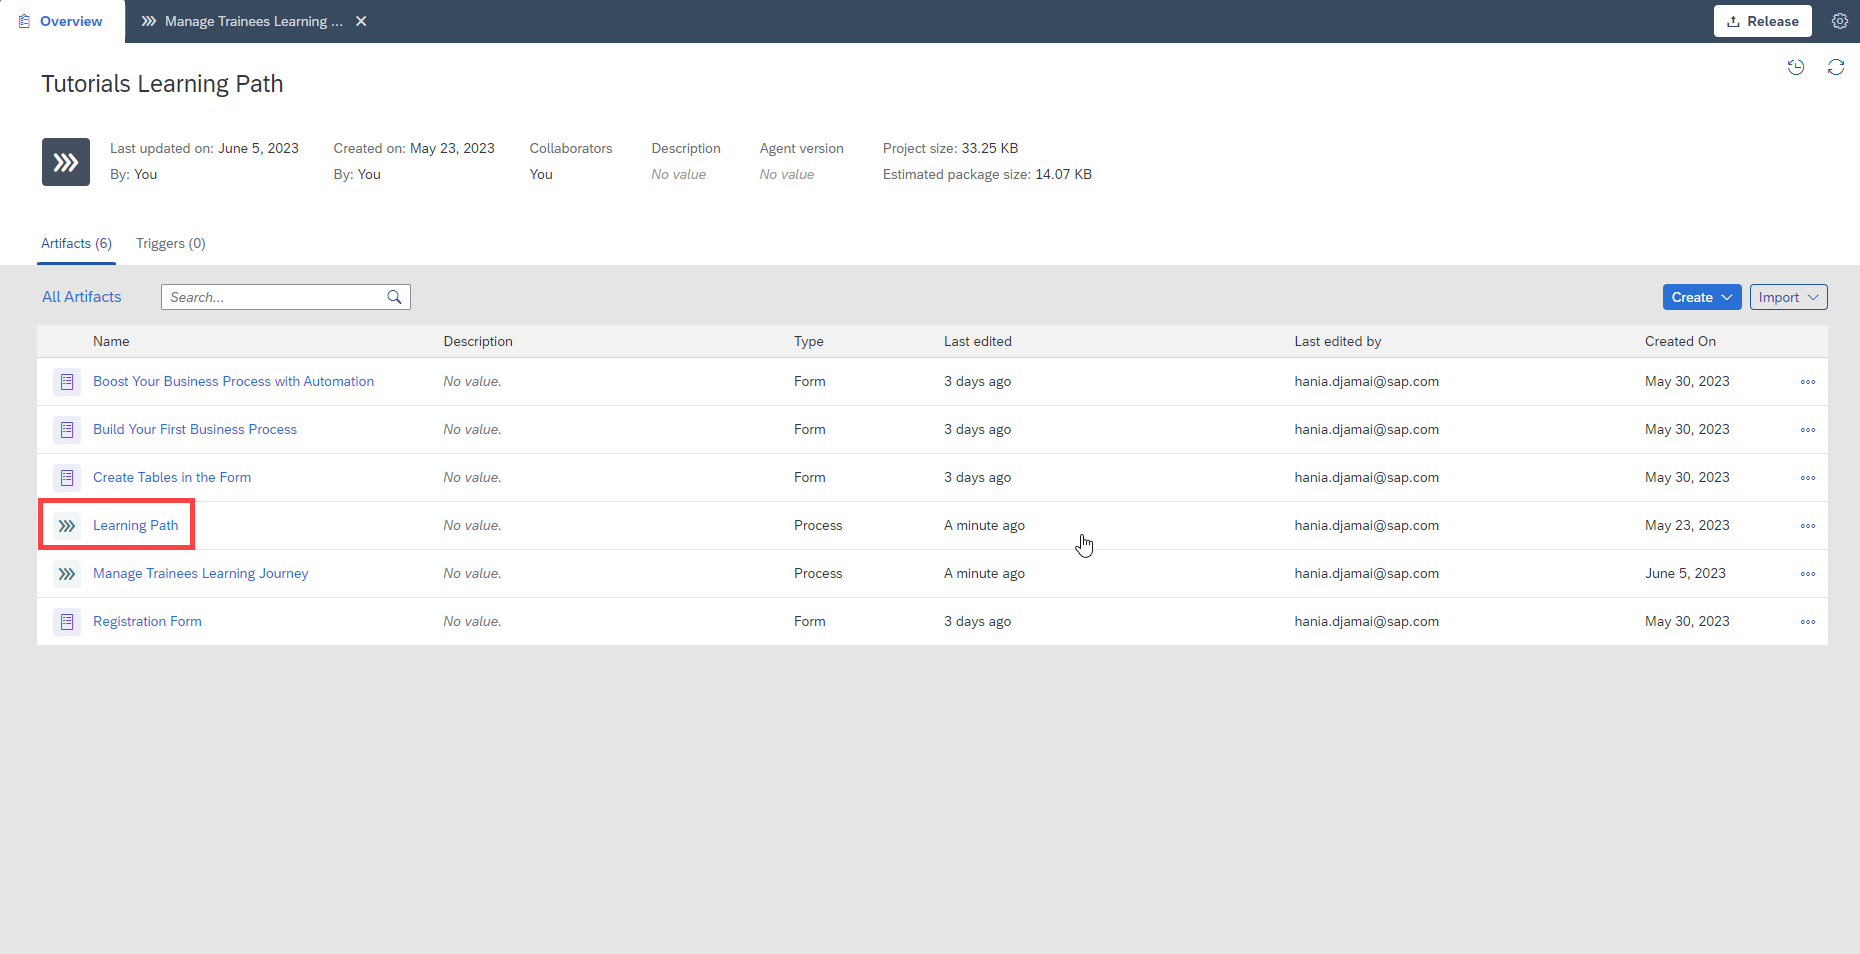 Overview
Manage Trainees Learning ...
Release
Tutorials Learning Path
Last updated on: June 5, 2023 Created on: May 23, 2023 Collaborators Description Agent version Project size: 33.25 KB
By: You By: You You No value No value Estimated package size: 14.07 KB
Artifacts (6) Triggers (0)
All Artifacts Search... Create Import
Name Description Type Last edited Last edited by Created On
Boost Your Business Process with Automation No value. Form 3 days ago hania.djamai@sap.com May 30, 2023
Build Your First Business Process No value. Form 3 days ago hania.djamai@sap.com May 30, 2023
Create Tables in the Form No value. Form 3 days ago hania.djamai@sap.com May 30, 2023
Learning Path No value. Process A minute ago hania.djamai@sap.com May 23, 2023
Manage Trainees Learning Journey No value. Process A minute ago hania.djamai@sap.com June 5, 2023
Registration Form No value. Form 3 days ago hania.djamai@sap.com May 30, 2023